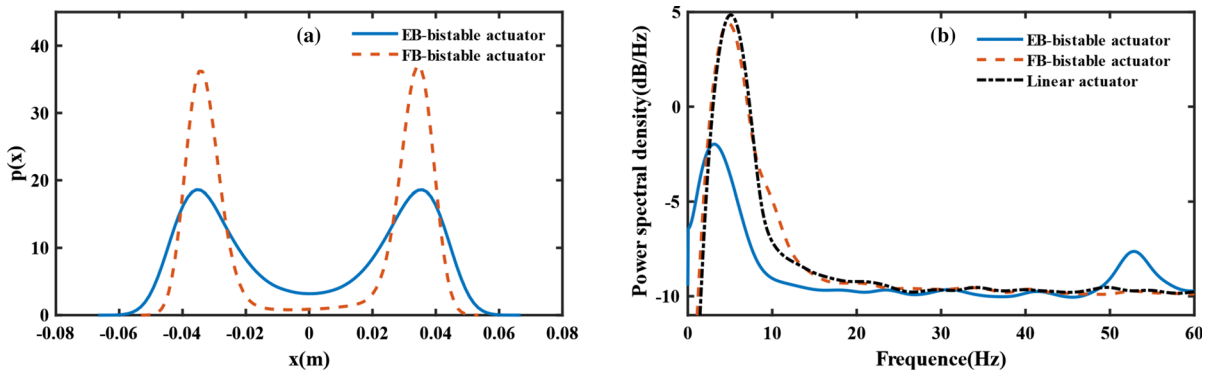 (a)
EB-bistable actuator
FB-bistable actuator
p(x)
40
30
20
10
0
-0.08 -0.06 -0.04 -0.02 0 0.02 0.04 0.06 0.08
x(m)
(b)
EB-bistable actuator
FB-bistable actuator
Linear actuator
Power spectral density(dB/Hz)
5
0
-5
-10
0 10 20 30 40 50 60
Frequence(Hz)